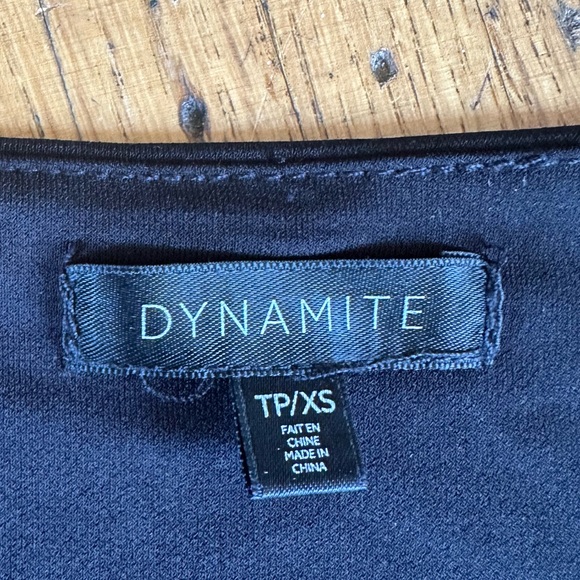 DYNAMITE
TP/XS
FAIT EN
CHINE
MADE IN
CHINA